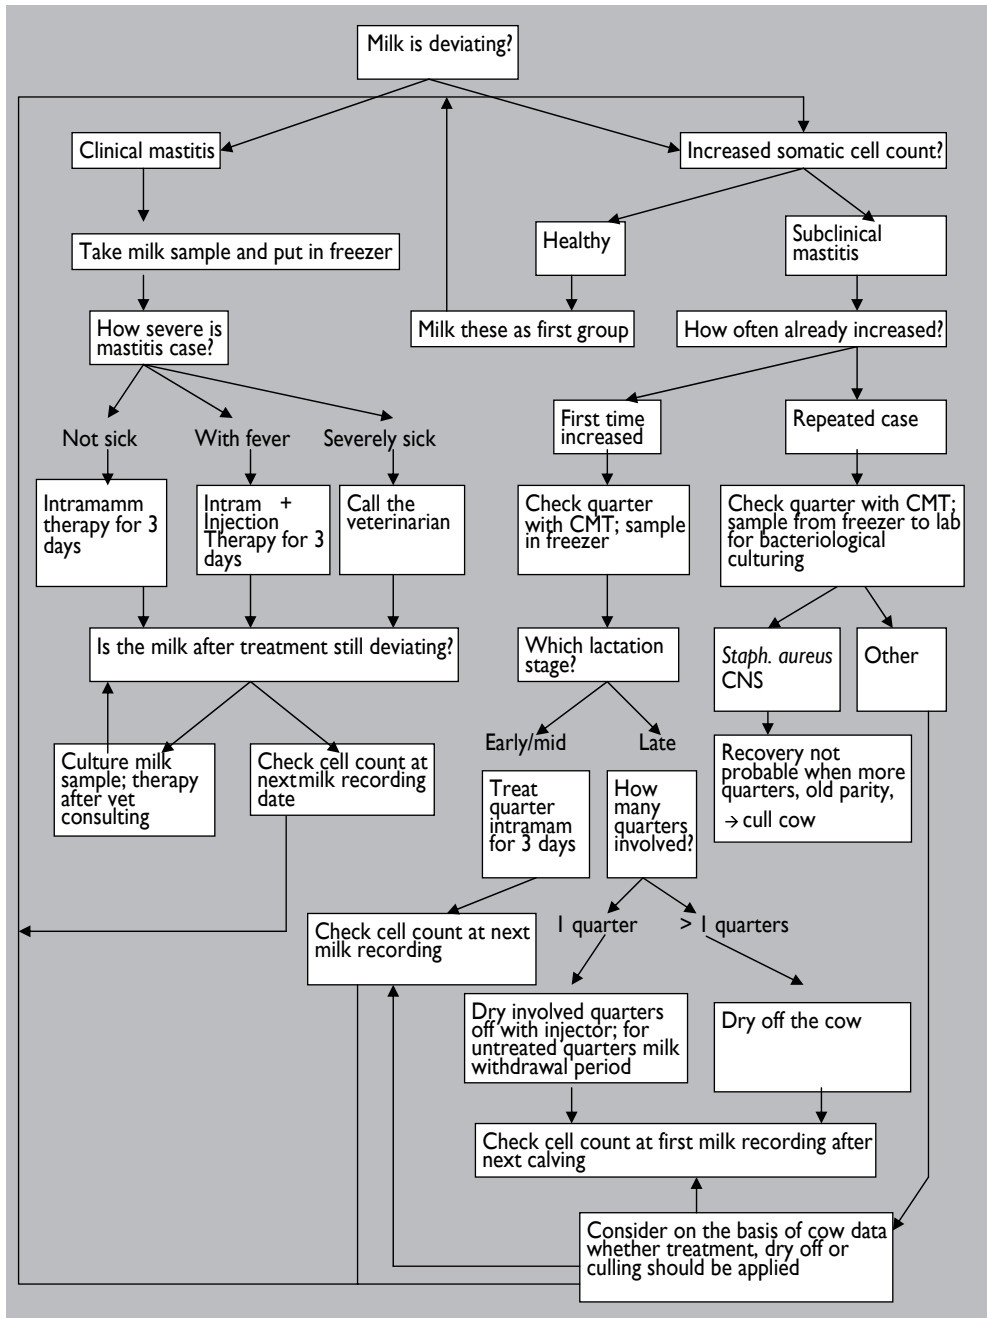 Milk is deviating?
Clinical mastitis
Increased somatic cell count?
Take milk sample and put in freezer
Healthy
Subclinical
mastitis
How severe is
mastitis case?
Milk these as first group
How often already increased?
Not sick
With fever
Severely sick
First time
increased
Repeated case
Intramamm
therapy for 3
days
Intram +
Injection
Therapy for 3
days
Call the
veterinarian
Check quarter
with CMT; sample
in freezer
Check quarter with CMT;
sample from freezer to lab
for bacteriological
culturing
Is the milk after treatment still deviating?
Which lactation
stage?
Staph. aureus
CNS
Other
Culture milk
sample; therapy
after vet
consulting
Check cell count at
nextmilk recording
date
Early/mid
Late
Recovery not
probable when more
quarters, old parity,
→ cull cow
Treat
quarter
intramam
for 3 days
How
many
quarters
involved?
Check cell count at next
milk recording
1 quarter
> 1 quarters
Dry involved quarters
off with injector; for
untreated quarters milk
withdrawal period
Dry off the cow
Check cell count at first milk recording after
next calving
Consider on the basis of cow data
whether treatment, dry off or
culling should be applied